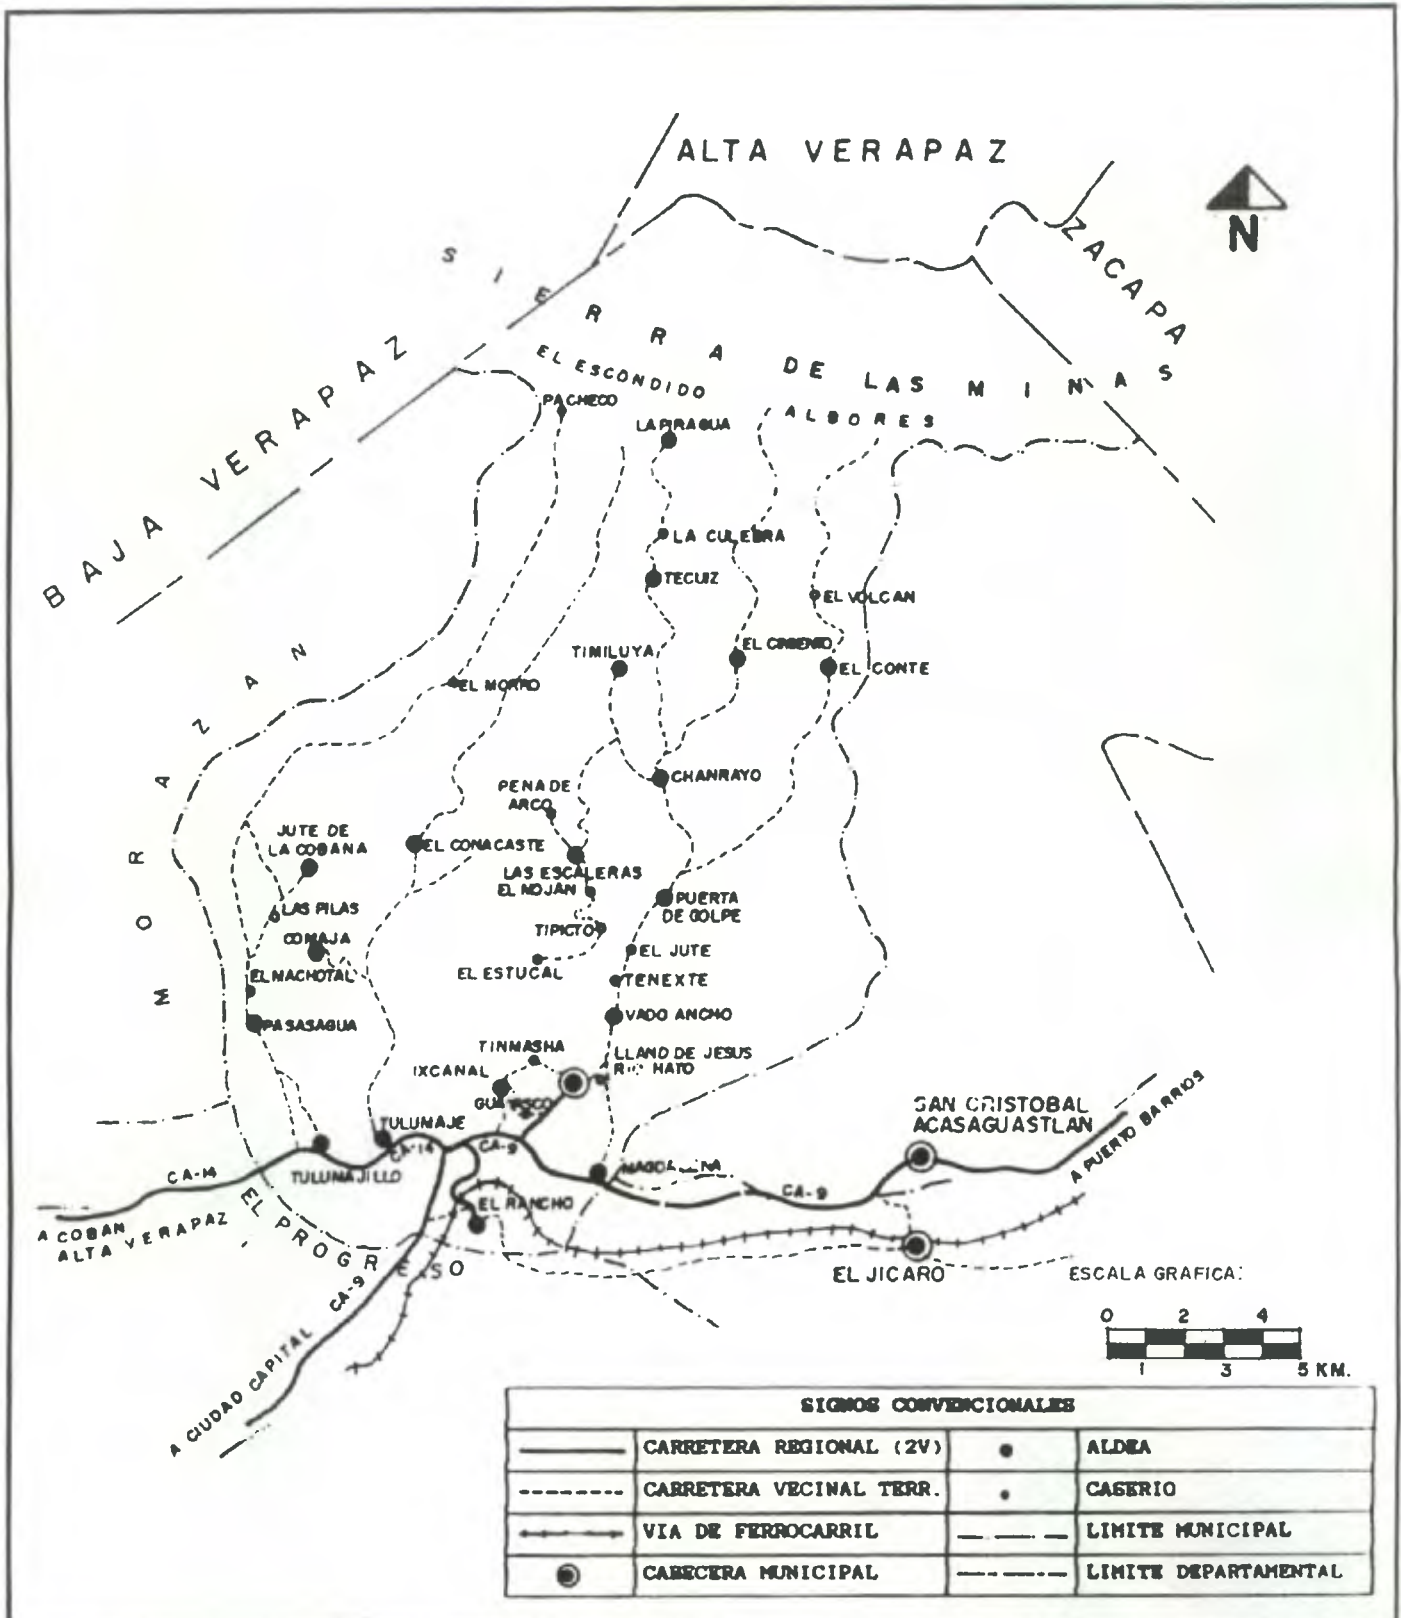 ALTA VERAPAZ
N
ZACAPA
SIERRA DE LAS MINAS
BAJA VERAPAZ
EL ESCONDIDO
PACHECO
ALBORES
LA PIRAGUA
LA CULEBRA
TECUIZ
EL VOLCAN
MORAZAN
TIMILUYA
EL CONTE
EL MORRO
CHANRAYO
PENA DE
ARCO
JUTE DE
LA COBANA
EL CONACASTE
LAS ESCALERAS
EL MOJAN
PUERTA
DE GOLPE
LAS PILAS
TIPICTO
COMAJA
EL JUTE
EL ESTUCAL
EL MACHOTAL
TENEXTE
PASASAGUA
VADO ANCHO
TINMASHA
LLANO DE JESUS
HATO
IXCANAL
SAN CRISTOBAL
ACASAGUASTLAN
A PUERTO BARRIOS
TULUMAJE
CA-14
CA-9
MAGDALENA
CA-14
TULUMAJILLO
CA-9
EL RANCHO
A COBAN
ALTA VERAPAZ
EL PROGRESO
EL JICARO
CA-9
A CIUDAD CAPITAL
ESCALA GRAFICA:
0 2 4
1 3 5 KM.
SIGNOS CONVENCIONALES
CARRETERA REGIONAL (2V)
ALDEA
CARRETERA VECINAL TERR.
CASERIO
VIA DE FERROCARRIL
LIMITE MUNICIPAL
CABECERA MUNICIPAL
LIMITE DEPARTAMENTAL